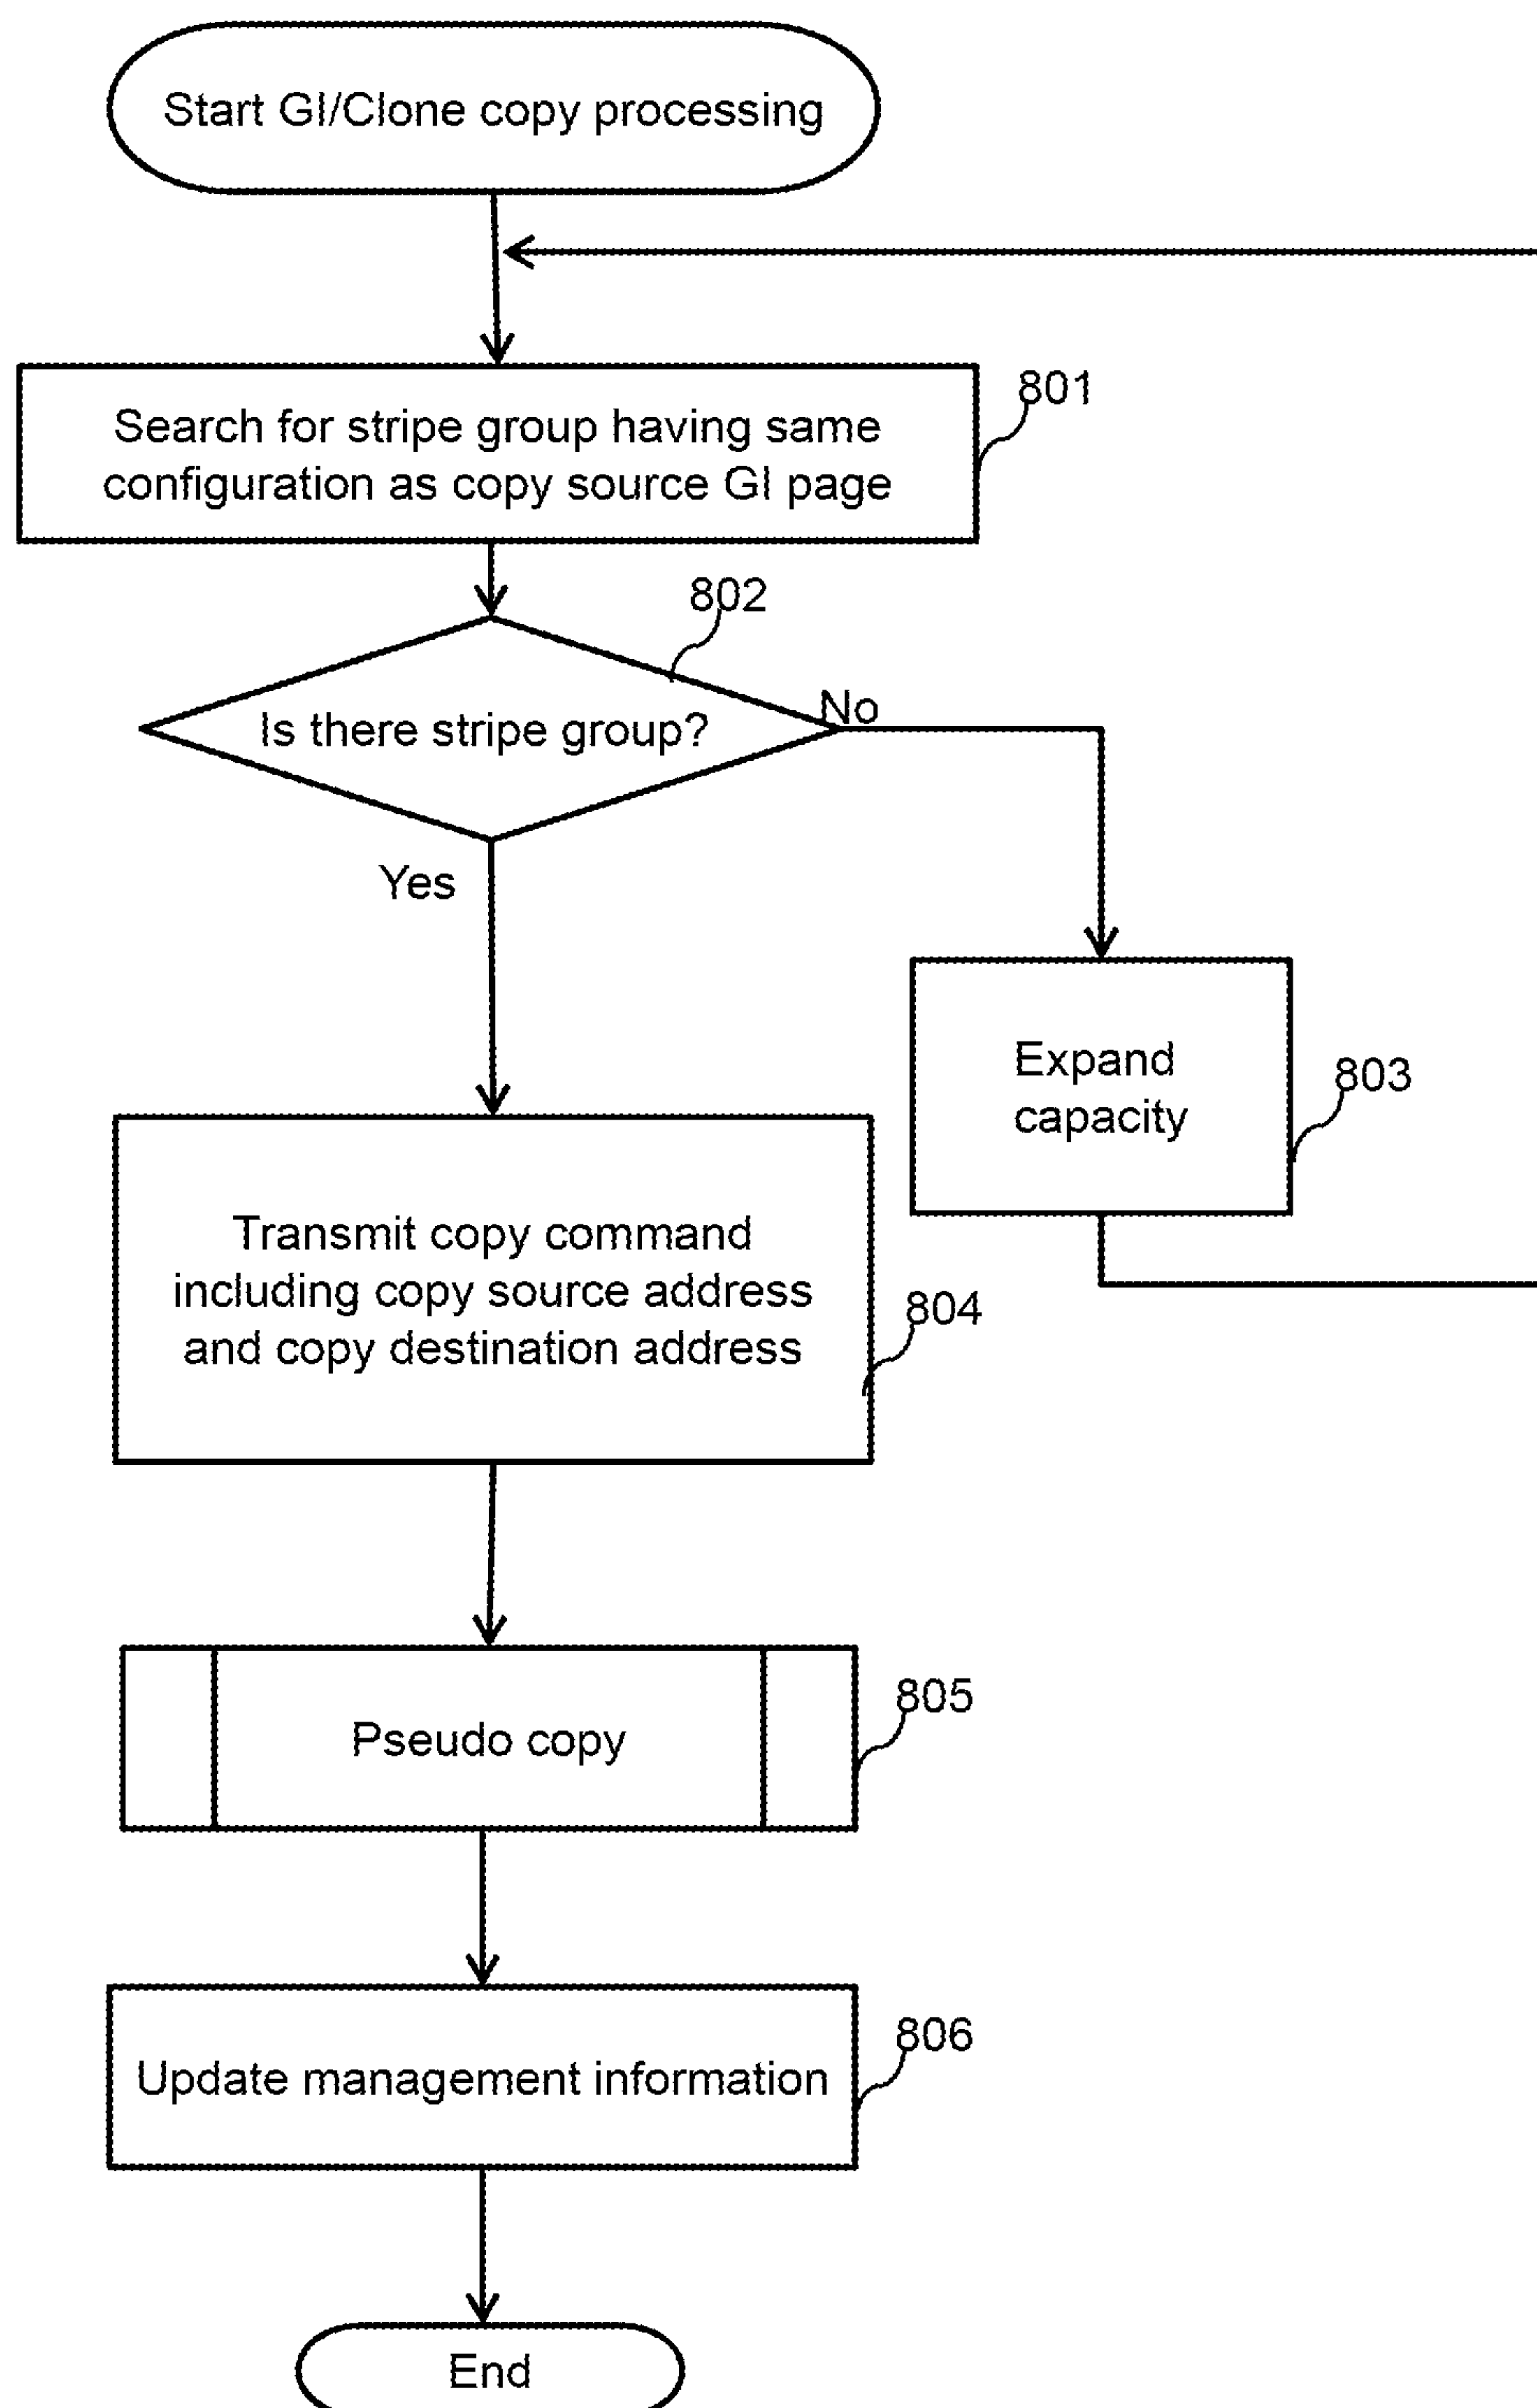 Start GI/Clone copy processing
801
Search for stripe group having same
configuration as copy source GI page
802
Is there stripe group?
No
Yes
Expand
capacity
803
Transmit copy command
including copy source address
and copy destination address
804
Pseudo copy
805
Update management information
806
End